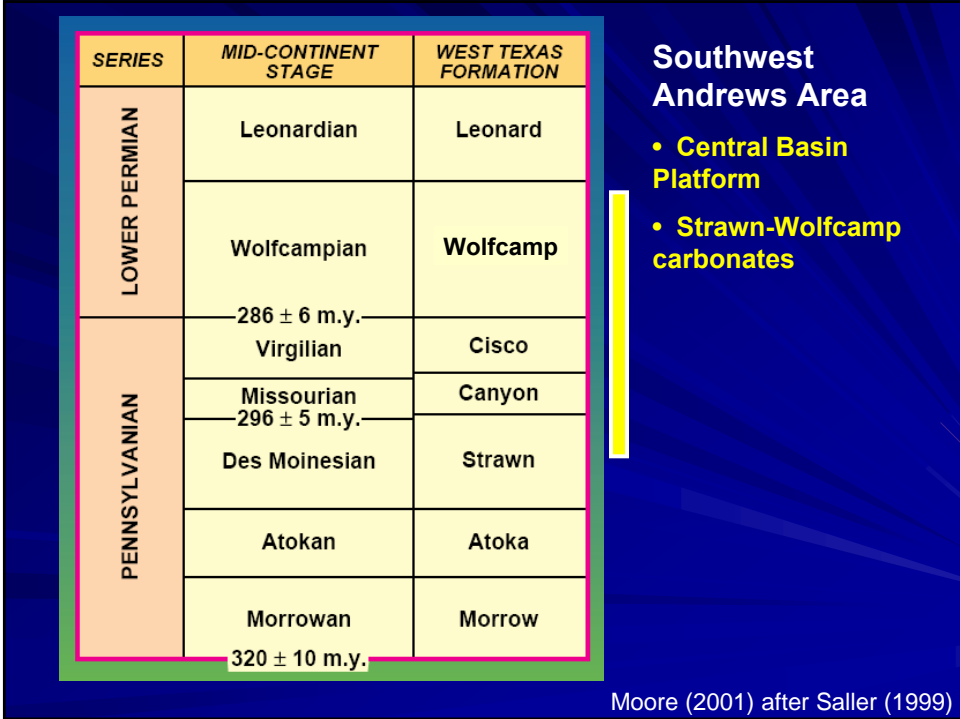 SERIES
MID-CONTINENT
STAGE
WEST TEXAS
FORMATION
LOWER PERMIAN
Leonardian
Leonard
Wolfcampian
Wolfcamp
286 ± 6 m.y.
PENNSYLVANIAN
Virgilian
Cisco
Missourian
Canyon
296 ± 5 m.y.
Des Moinesian
Strawn
Atokan
Atoka
Morrowan
Morrow
320 ± 10 m.y.
Southwest
Andrews Area
• Central Basin
Platform
• Strawn-Wolfcamp
carbonates
Moore (2001) after Saller (1999)